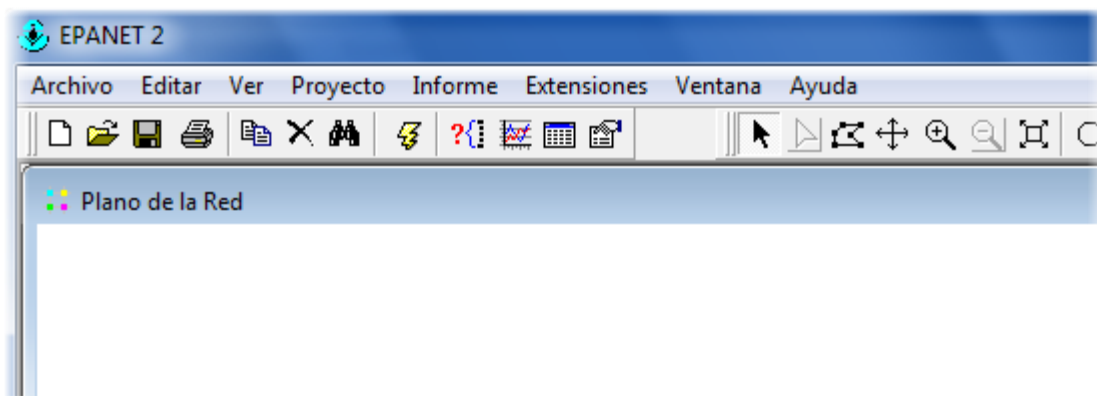 EPANET 2
Archivo Editar Ver Proyecto Informe Extensiones Ventana Ayuda
Plano de la Red